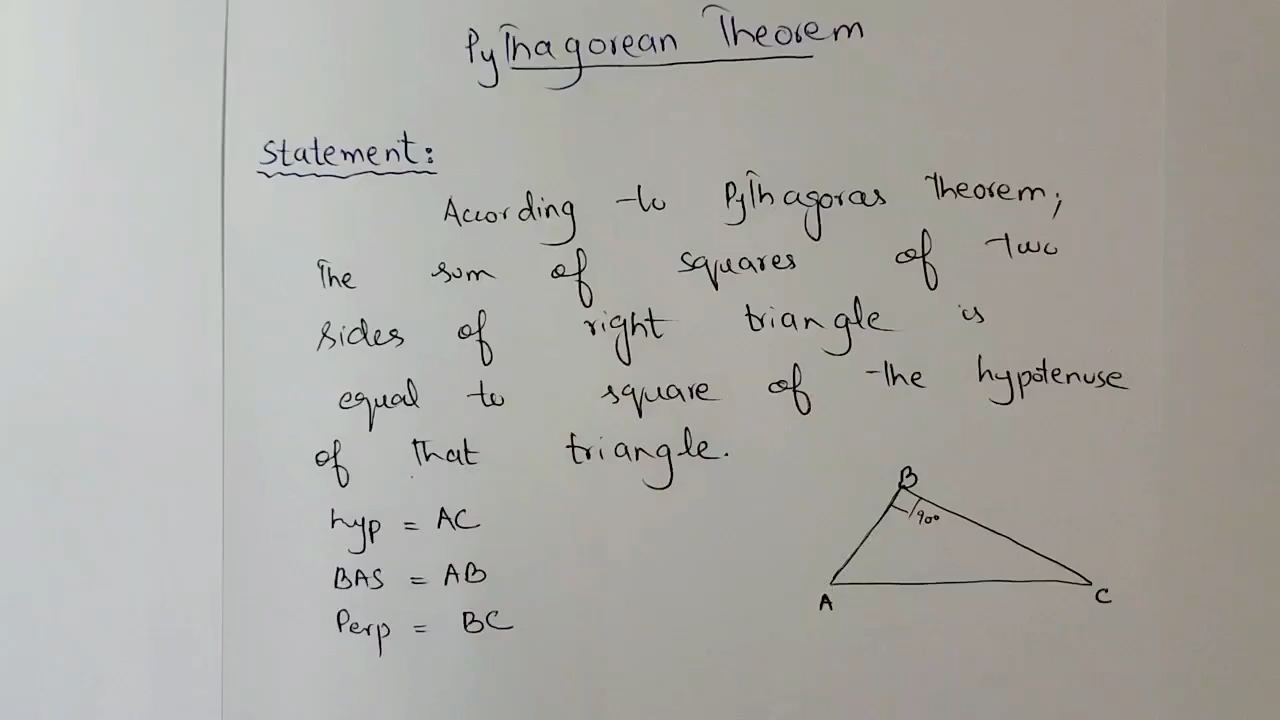 Pythagorean Theorem
Statement:
According to Pythagoras Theorem;
The sum of squares of two
sides of right triangle is
equal to square of the hypotenuse
of that triangle.
hyp = AC
BAS = AB
Perp = BC
B
90°
A
C